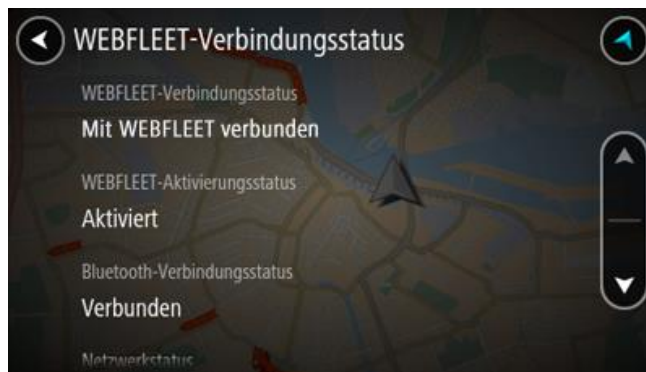 WEBFLEET-Verbindungsstatus
WEBFLEET-Verbindungsstatus
Mit WEBFLEET verbunden
WEBFLEET-Aktivierungsstatus
Aktiviert
Bluetooth-Verbindungsstatus
Verbunden
Netzwerkstatus